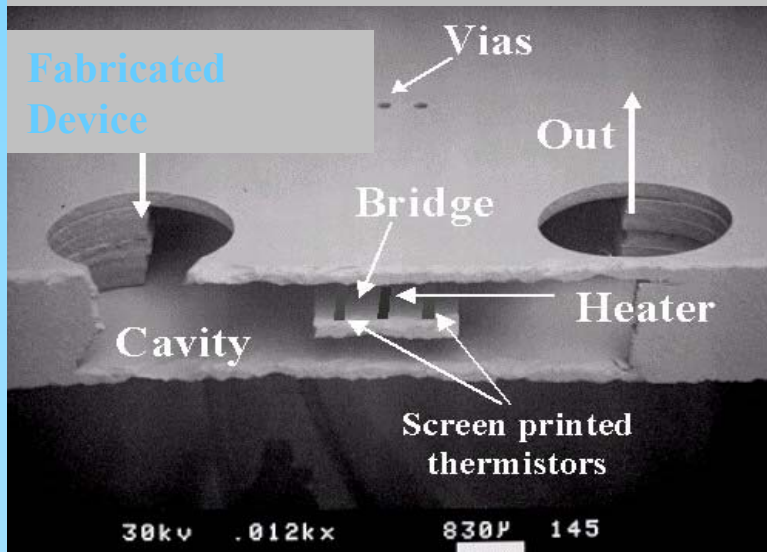 Vias
Fabricated
Device
Out
Bridge
Heater
Cavity
Screen printed
thermistors
30kv .012kx 830μ 145